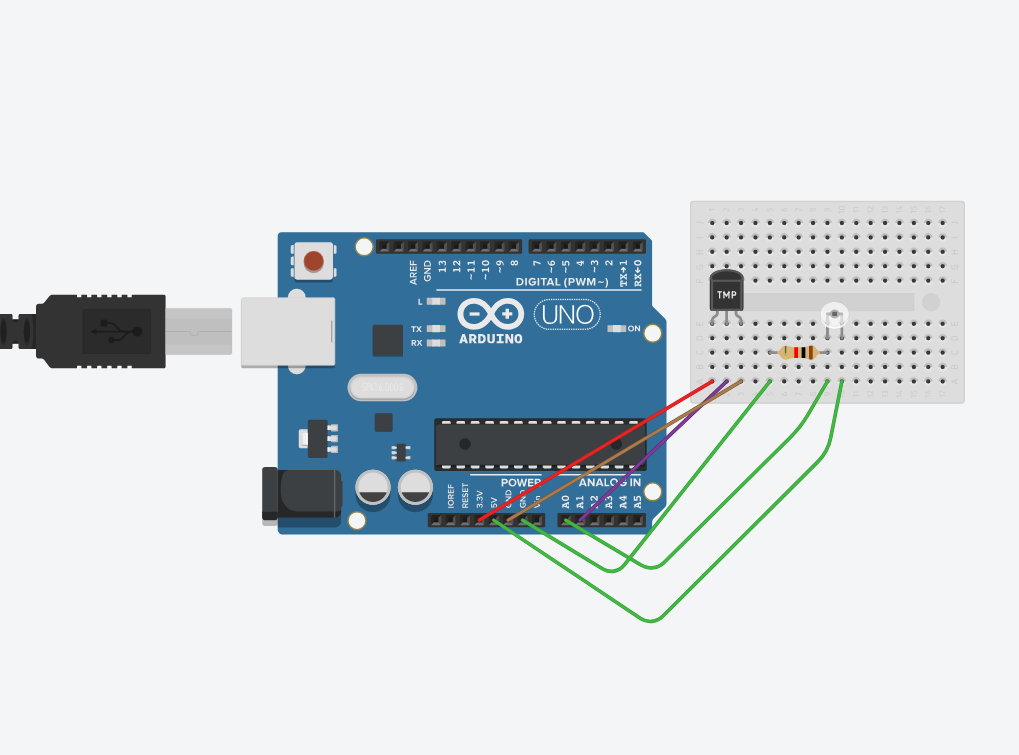 AREF
GND
13
12
~11
~10
~9
8
7
~6
~5
4
~3
2
TX→1
RX←0
DIGITAL (PWM ~)
L
TX
RX
UNO
ON
ARDUINO
TMP
POWER
ANALOG IN
IOREF
RESET
3.3V
5V
GND
GND
Vin
A0
A1
A2
A3
A4
A5